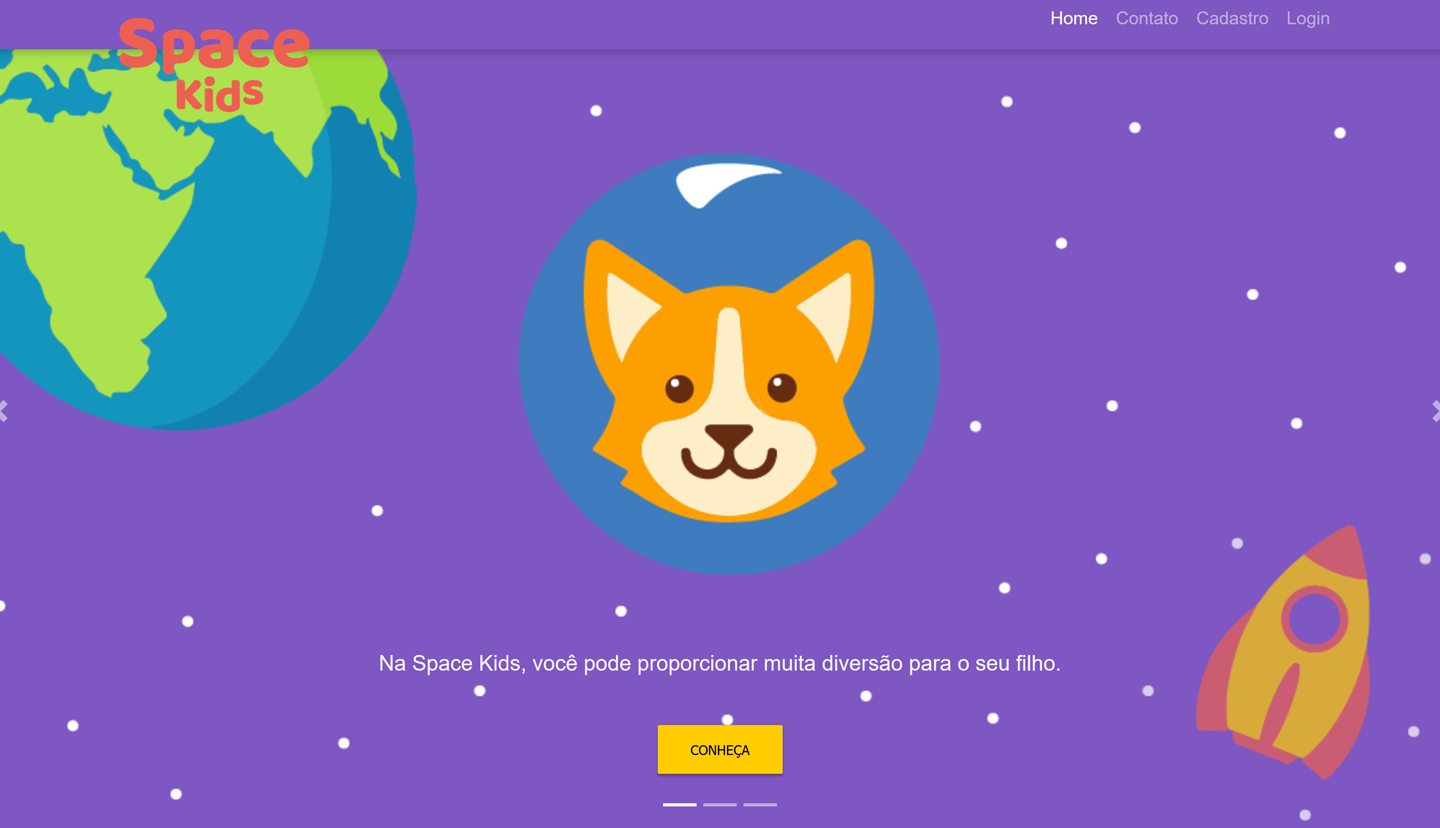 Space
Kids
Home Contato Cadastro Login
Na Space Kids, você pode proporcionar muita diversão para o seu filho.
CONHEÇA